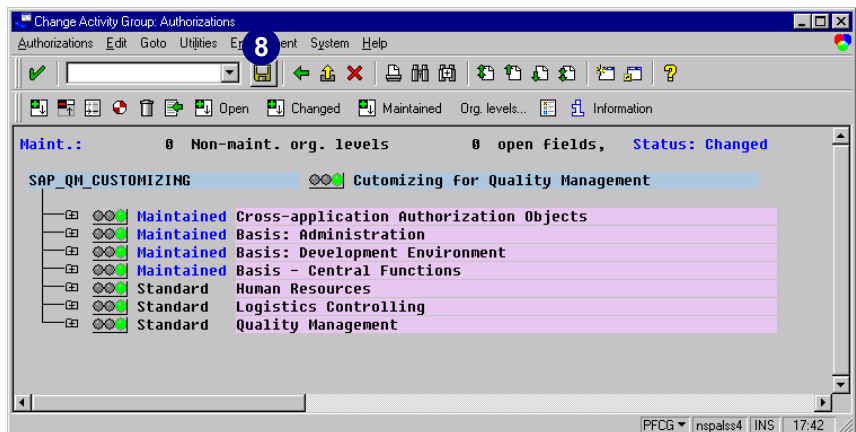 Change Activity Group: Authorizations
Authorizations Edit Goto Utilities E 8 ent System Help
Open Changed Maintained Org. levels... Information
Maint.: 0 Non-maint. org. levels 0 open fields, Status: Changed
SAP_QM_CUSTOMIZING Cutomizing for Quality Management
Maintained Cross-application Authorization Objects
Maintained Basis: Administration
Maintained Basis: Development Environment
Maintained Basis - Central Functions
Standard Human Resources
Standard Logistics Controlling
Standard Quality Management
PFCG nspalss4 INS 17:42